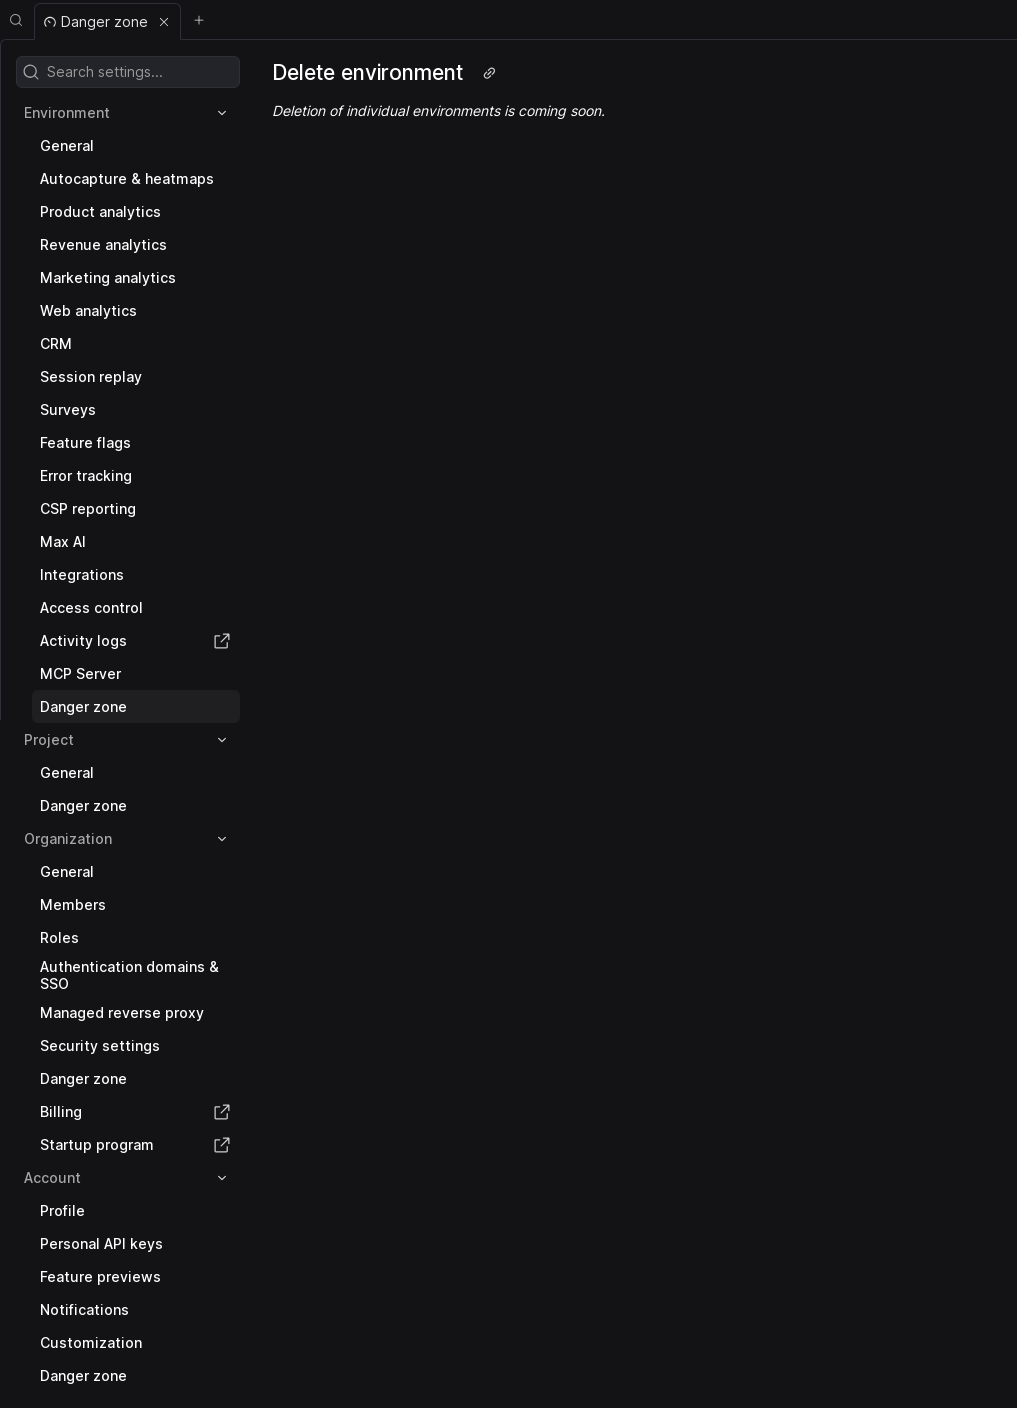 Danger zone
Search settings...
Environment
General
Autocapture & heatmaps
Product analytics
Revenue analytics
Marketing analytics
Web analytics
CRM
Session replay
Surveys
Feature flags
Error tracking
CSP reporting
Max AI
Integrations
Access control
Activity logs
MCP Server
Danger zone
Project
General
Danger zone
Organization
General
Members
Roles
Authentication domains &
SSO
Managed reverse proxy
Security settings
Danger zone
Billing
Startup program
Account
Profile
Personal API keys
Feature previews
Notifications
Customization
Danger zone
Delete environment
Deletion of individual environments is coming soon.